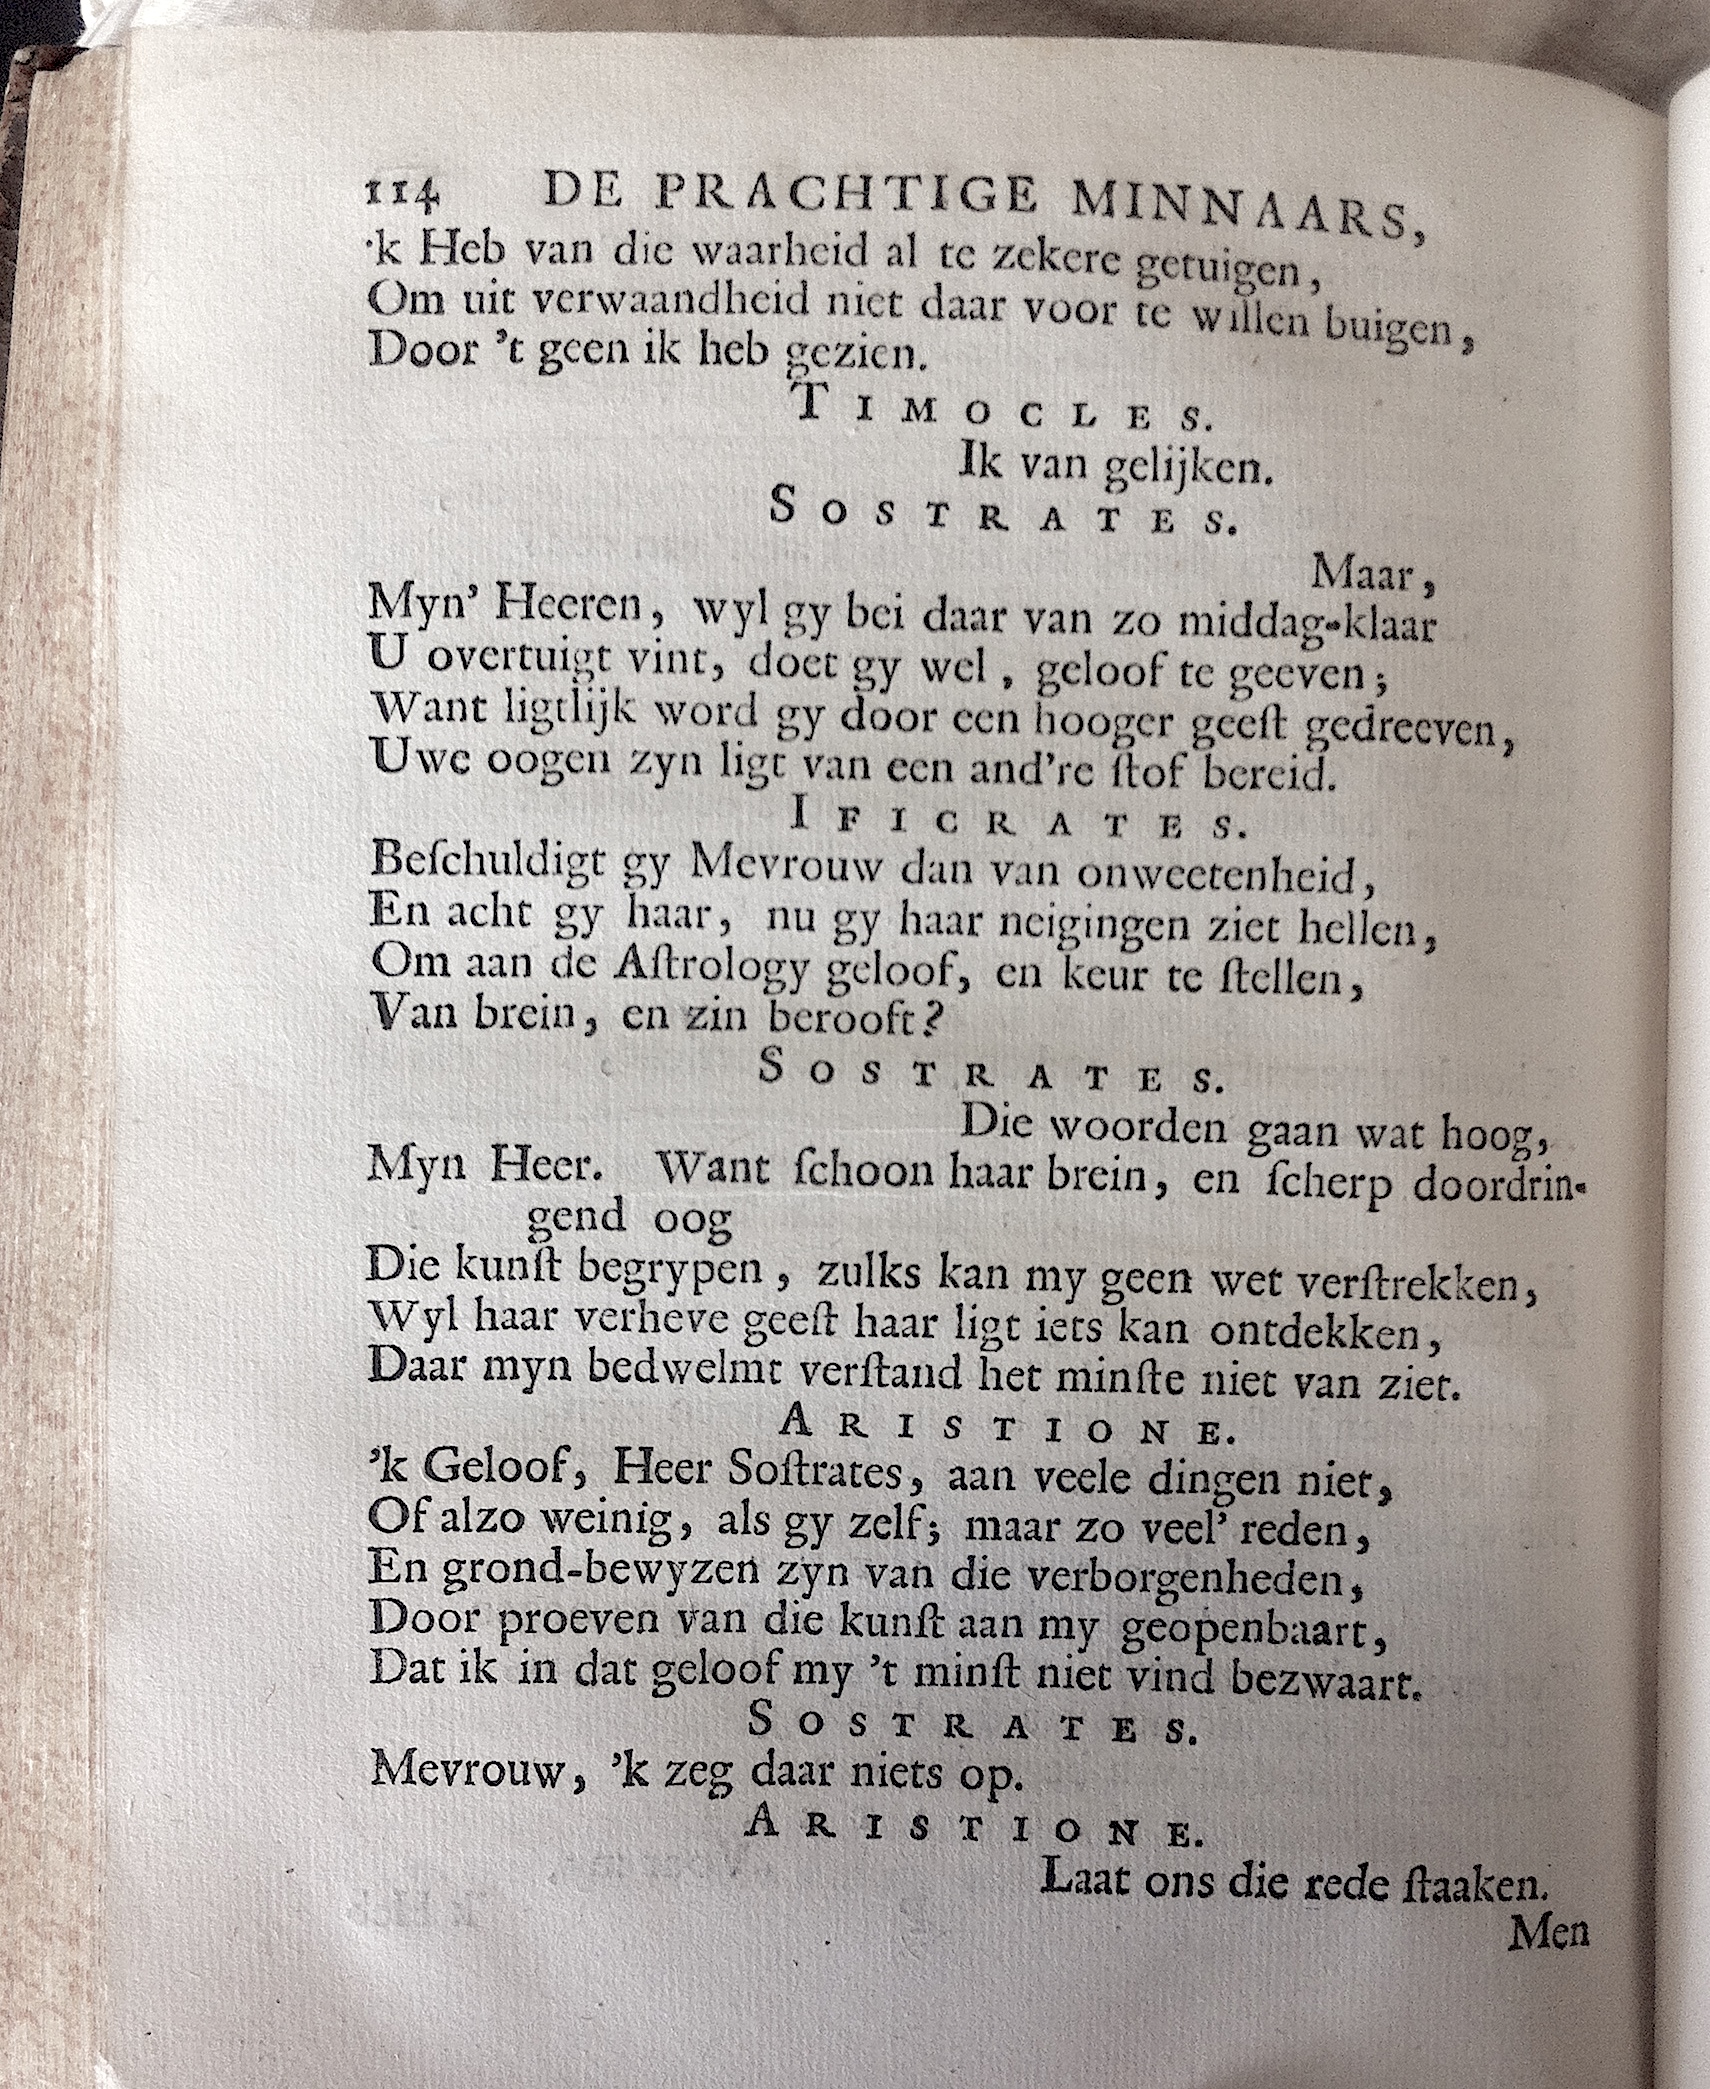 114 DE PRACHTIGE MINNAARS,
'k Heb van die waarheid al te zekere getuigen,
Om uit verwaandheid niet daar voor te willen buigen,
Door 't geen ik heb gezien.
TIMOCLES.
Ik van gelijken.
SOSTRATES.
Maar,
Myn' Heeren, wyl gy bei daar van zo middag-klaar
U overtuigt vint, doet gy wel, geloof te geeven;
Want ligtlijk word gy door een hooger geeſt gedreeven,
Uwe oogen zyn ligt van een and're ſtof bereid.
IFICRATES.
Beſchuldigt gy Mevrouw dan van onweetenheid,
En acht gy haar, nu gy haar neigingen ziet hellen,
Om aan de Aſtrology geloof, en keur te ſtellen,
Van brein, en zin berooft?
SOSTRATES.
Die woorden gaan wat hoog,
Myn Heer. Want ſchoon haar brein, en ſcherp doordrin-
gend oog
Die kunſt begrypen, zulks kan my geen wet verſtrekken,
Wyl haar verheve geeſt haar ligt iets kan ontdekken,
Daar myn bedwelmt verſtand het minſte niet van ziet.
ARISTIONE.
'k Geloof, Heer Soſtrates, aan veele dingen niet,
Of alzo weinig, als gy zelf; maar zo veel' reden,
En grond-bewyzen zyn van die verborgenheden,
Door proeven van die kunſt aan my geopenbaart,
Dat ik in dat geloof my 't minſt niet vind bezwaart.
SOSTRATES.
Mevrouw, 'k zeg daar niets op.
ARISTIONE.
Laat ons die rede ſtaaken.
Men